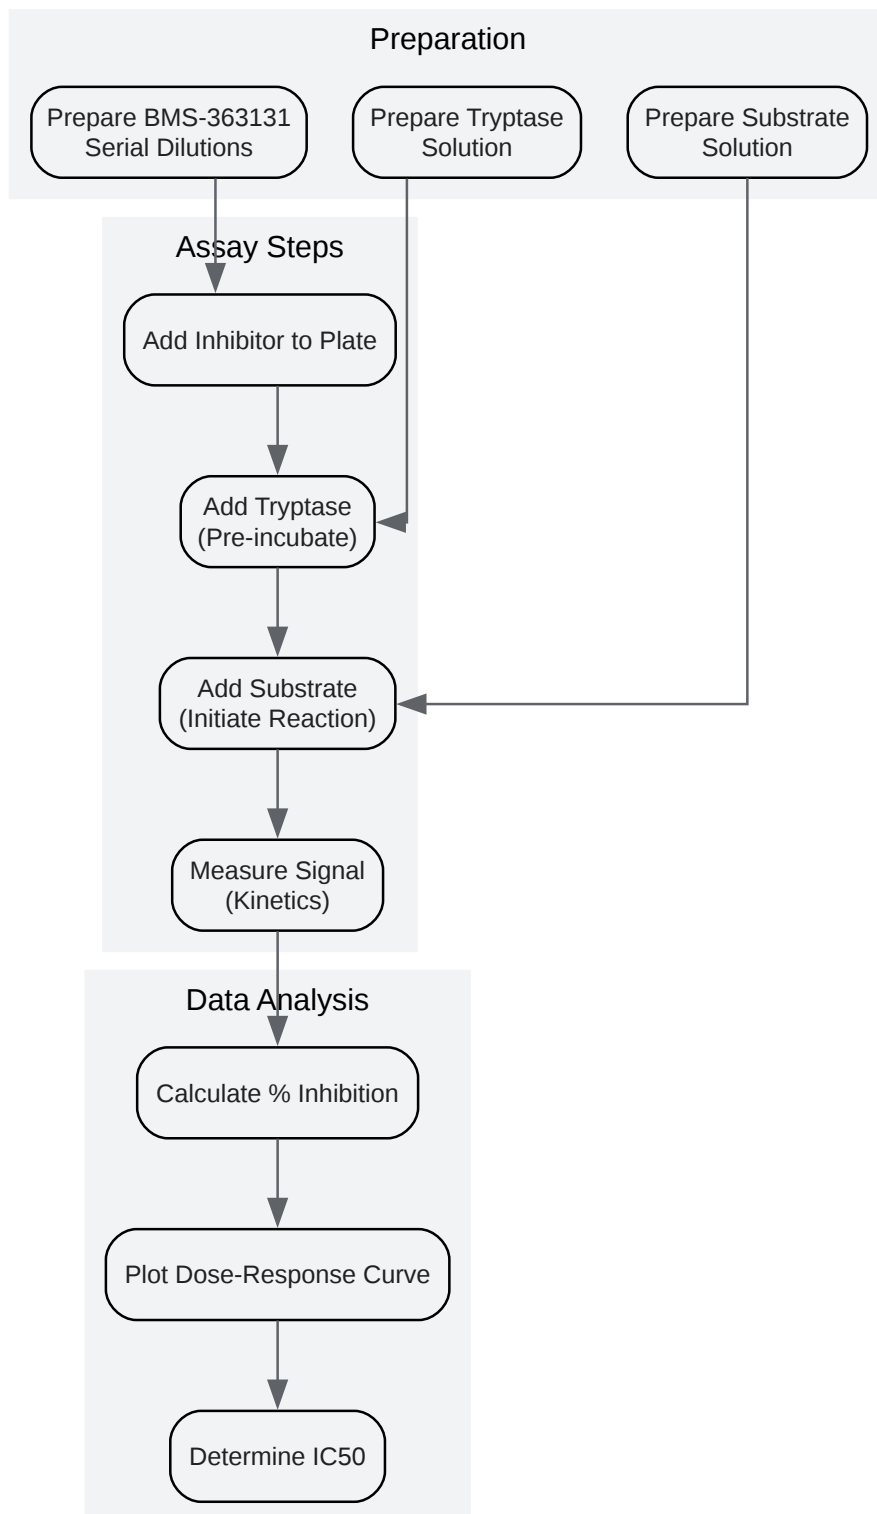 Preparation
Prepare BMS-363131
Serial Dilutions
Prepare Tryptase
Solution
Prepare Substrate
Solution
Assay Steps
Add Inhibitor to Plate
Add Tryptase
(Pre-incubate)
Add Substrate
(Initiate Reaction)
Measure Signal
(Kinetics)
Data Analysis
Calculate % Inhibition
Plot Dose-Response Curve
Determine IC50